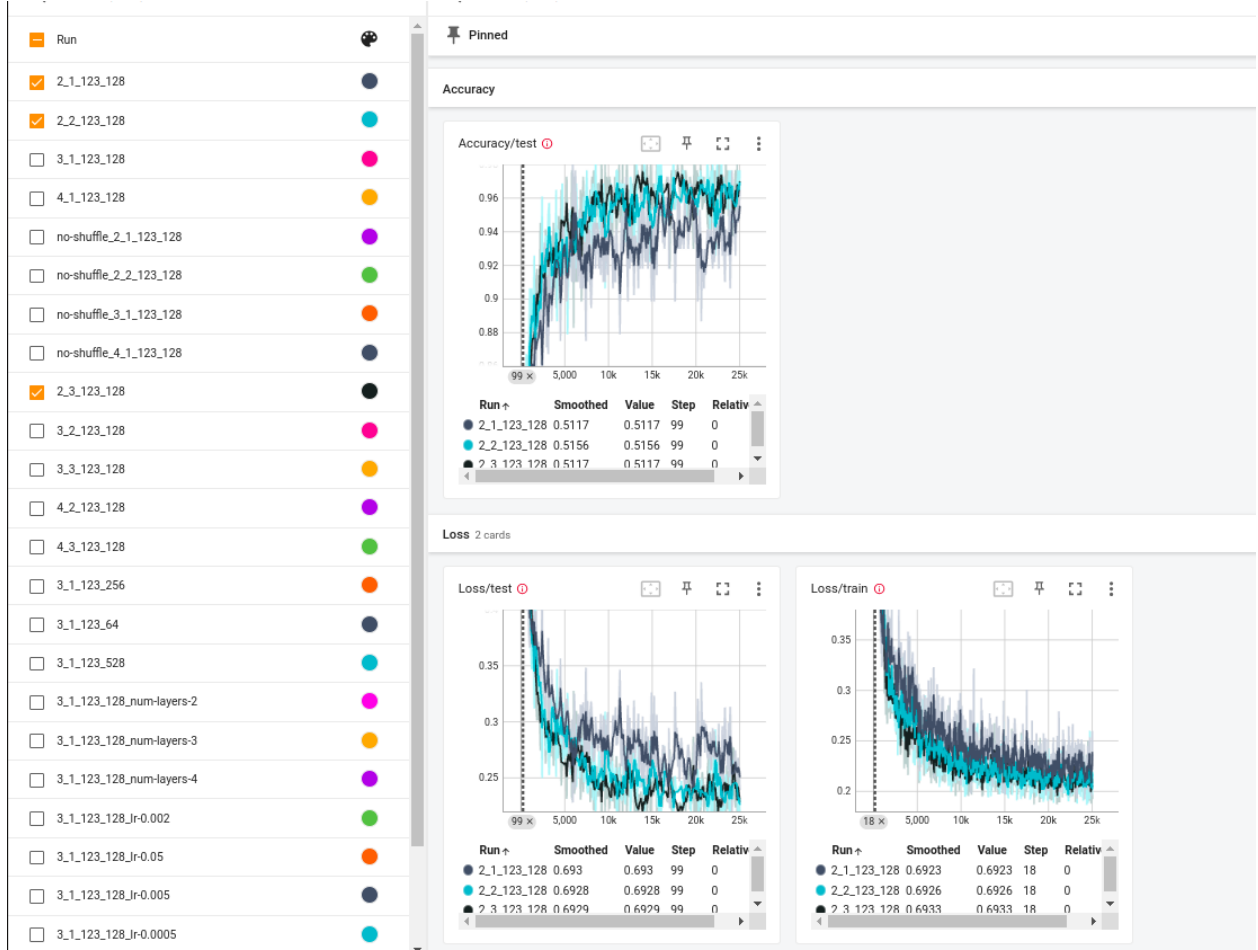 Run
2_1_123_128
2_2_123_128
3_1_123_128
4_1_123_128
no-shuffle_2_1_123_128
no-shuffle_2_2_123_128
no-shuffle_3_1_123_128
no-shuffle_4_1_123_128
2_3_123_128
3_2_123_128
3_3_123_128
4_2_123_128
4_3_123_128
3_1_123_256
3_1_123_64
3_1_123_528
3_1_123_128_num-layers-2
3_1_123_128_num-layers-3
3_1_123_128_num-layers-4
3_1_123_128_lr-0.002
3_1_123_128_lr-0.05
3_1_123_128_lr-0.005
3_1_123_128_lr-0.0005
Pinned
Accuracy
Accuracy/test
0.96
0.94
0.92
0.9
0.88
99 × 5,000 10k 15k 20k 25k
Run Smoothed Value Step Relativ
2_1_123_128 0.5117 0.5117 99 0
2_2_123_128 0.5156 0.5156 99 0
2_3_123_128 0.5117 0.5117 99 0
Loss 2 cards
Loss/test
0.35
0.3
0.25
99 × 5,000 10k 15k 20k 25k
Run Smoothed Value Step Relativ
2_1_123_128 0.693 0.693 99 0
2_2_123_128 0.6928 0.6928 99 0
2_3_123_128 0.6929 0.6929 99 0
Loss/train
0.35
0.3
0.25
0.2
18 × 5,000 10k 15k 20k 25k
Run Smoothed Value Step Relativ
2_1_123_128 0.6923 0.6923 18 0
2_2_123_128 0.6926 0.6926 18 0
2_3_123_128 0.6933 0.6933 18 0